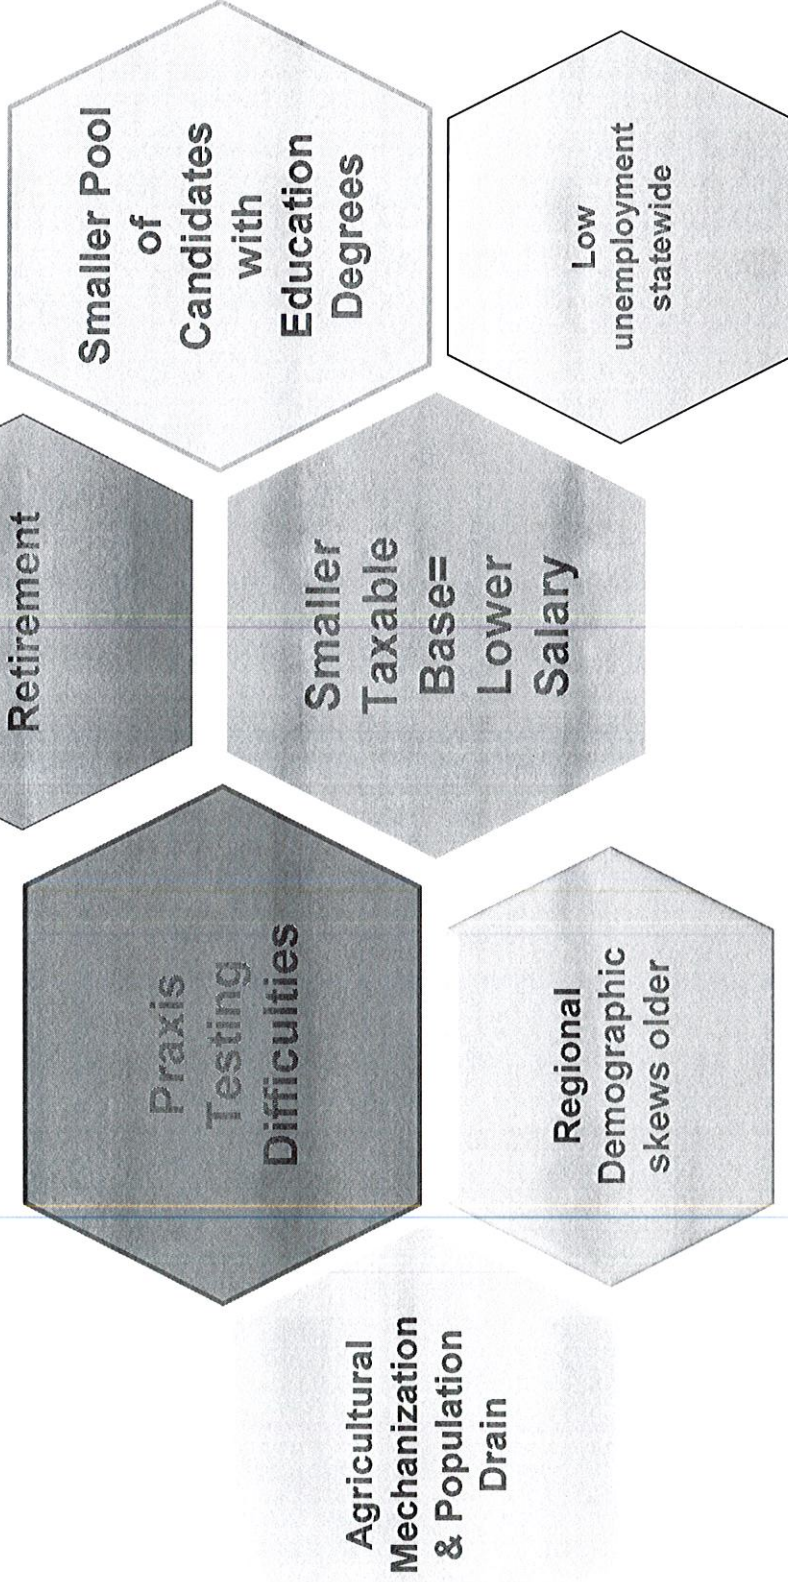 Retirement
Smaller Pool
of
Candidates
with
Education
Degrees
Praxis
Testing
Difficulties
Smaller
Taxable
Base=
Lower
Salary
Agricultural
Mechanization
& Population
Drain
Regional
Demographic
skews older
Low
unemployment
statewide